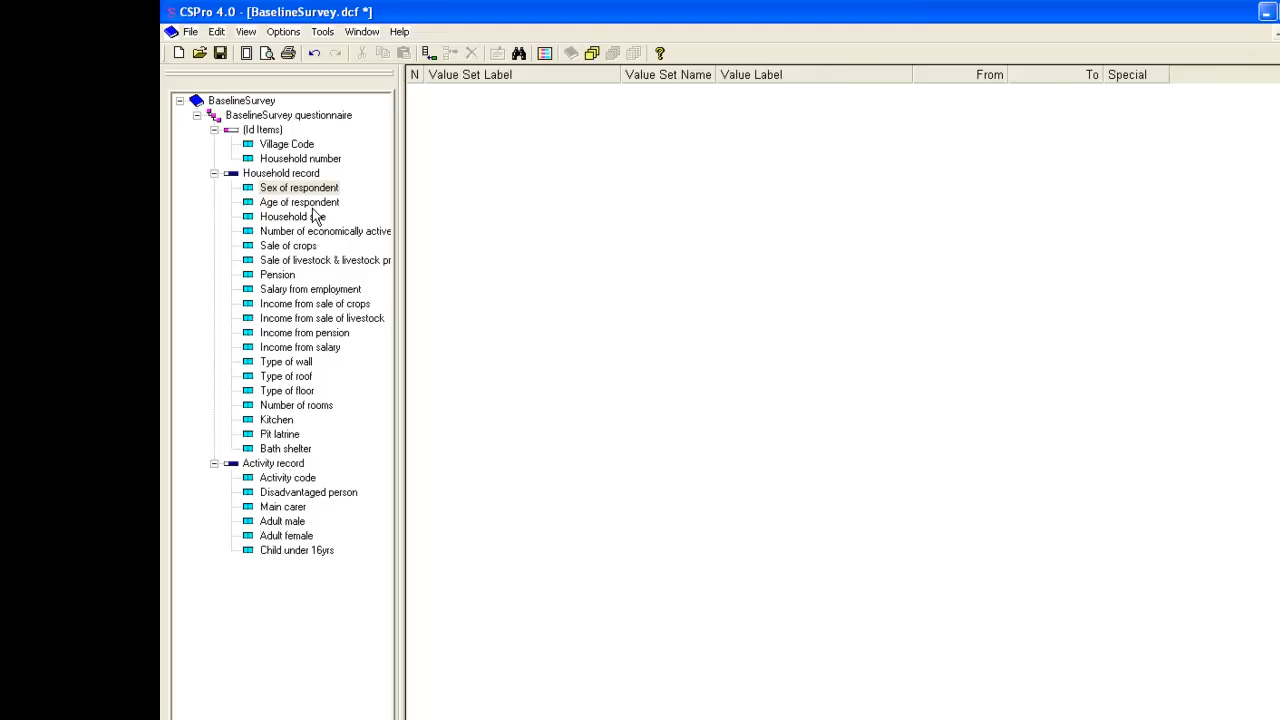 CSPro 4.0 - [BaselineSurvey.dcf *]
File Edit View Options Tools Window Help
N Value Set Label Value Set Name Value Label From To Special
BaselineSurvey
BaselineSurvey questionnaire
(Id Items)
Village Code
Household number
Household record
Sex of respondent
Age of respondent
Household
Number of economically active
Sale of crops
Sale of livestock & livestock pr
Pension
Salary from employment
Income from sale of crops
Income from sale of livestock
Income from pension
Income from salary
Type of wall
Type of roof
Type of floor
Number of rooms
Kitchen
Pit latrine
Bath shelter
Activity record
Activity code
Disadvantaged person
Main carer
Adult male
Adult female
Child under 16yrs